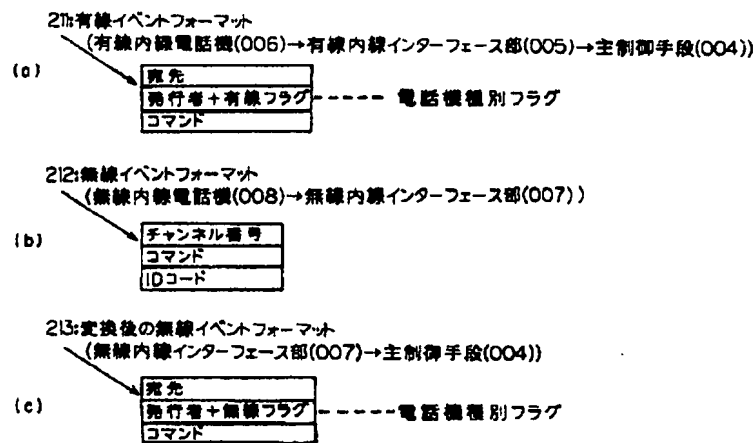 211:有線イベントフォーマット
(有線内線電話機(006)→有線内線インターフェース部(005)→主制御手段(004))
(a)
宛先
発行者+有線フラグ ----- 電話機種別フラグ
コマンド
212:無線イベントフォーマット
(無線内線電話機(008)→無線内線インターフェース部(007))
(b)
チャンネル番号
コマンド
IDコード
213:変換後の無線イベントフォーマット
(無線内線インターフェース部(007)→主制御手段(004))
(c)
宛先
発行者+無線フラグ ----- 電話機種別フラグ
コマンド